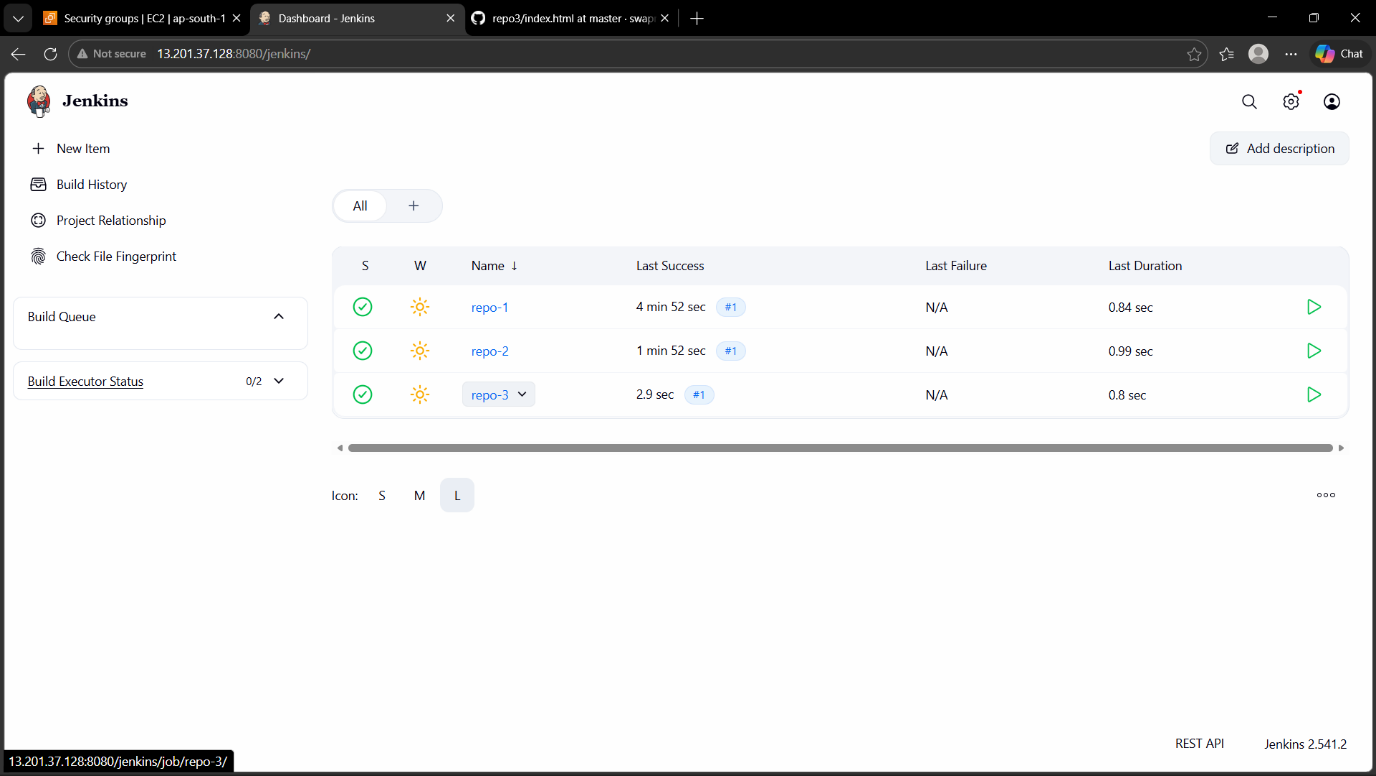 Security groups | EC2 | ap-south-1
Dashboard - Jenkins
repo3/index.html at master · swap
Not secure 13.201.37.128:8080/jenkins/
Chat
Jenkins
New Item
Add description
Build History
Project Relationship
Check File Fingerprint
All +
S W Name ↓ Last Success Last Failure Last Duration
repo-1 4 min 52 sec #1 N/A 0.84 sec
repo-2 1 min 52 sec #1 N/A 0.99 sec
repo-3 2.9 sec #1 N/A 0.8 sec
Build Queue
Build Executor Status 0/2
Icon: S M L
REST API Jenkins 2.541.2
13.201.37.128:8080/jenkins/job/repo-3/